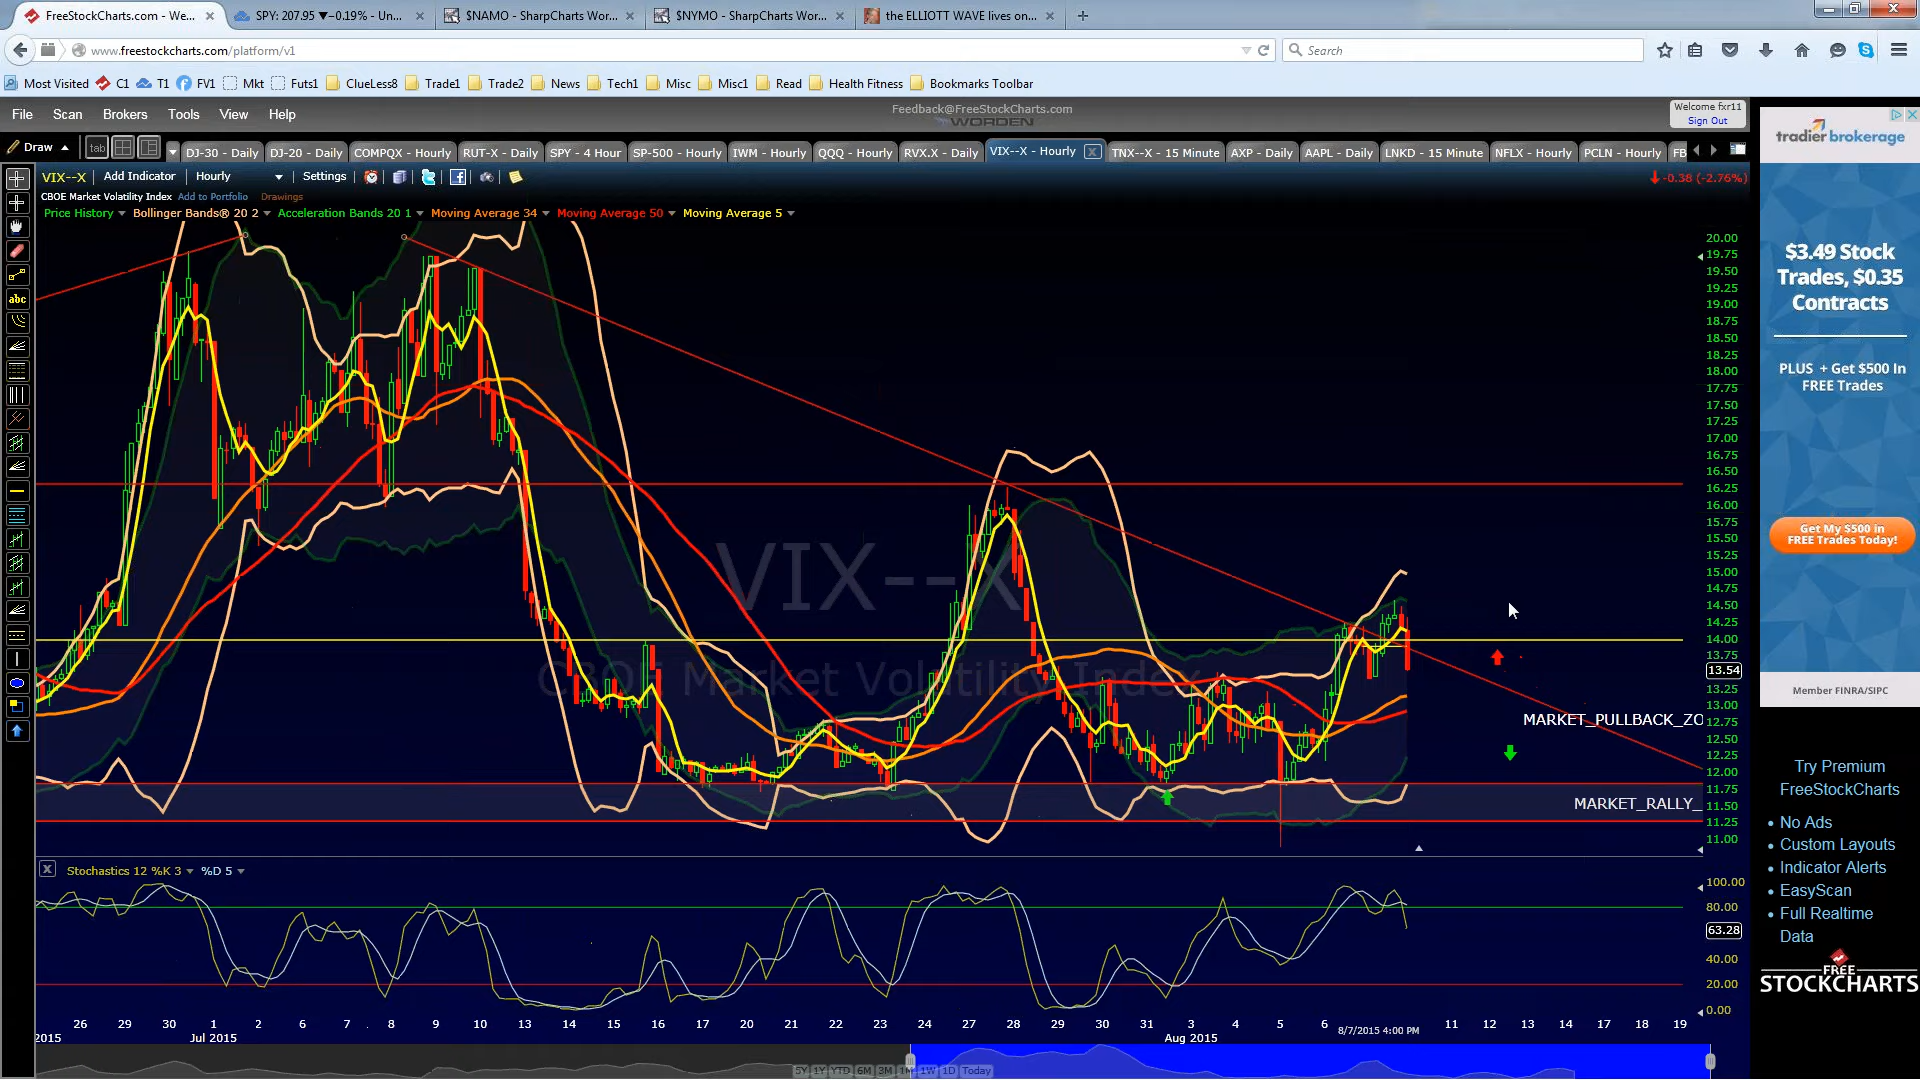 FreeStockCharts.com - We...
SPY: 207.95 ▼−0.19% - Un...
$NAMO - SharpCharts Wor...
$NYMO - SharpCharts Wor...
the ELLIOTT WAVE lives on...
www.freestockcharts.com/platform/v1
Search
Most Visited C1 T1 FV1 Mkt Futs1 ClueLess8 Trade1 Trade2 News Tech1 Misc Misc1 Read Health Fitness Bookmarks Toolbar
File Scan Brokers Tools View Help
Feedback@FreeStockCharts.com
WORDEN
Welcome fxr11
Sign Out
Draw tab DJ-30 - Daily DJ-20 - Daily COMPQX - Hourly RUT-X - Daily SPY - 4 Hour SP-500 - Hourly IWM - Hourly QQQ - Hourly RVX.X - Daily VIX--X - Hourly TNX--X - 15 Minute AXP - Daily AAPL - Daily LNKD - 15 Minute NFLX - Hourly PCLN - Hourly FB
VIX--X Add Indicator Hourly Settings
-0.38 (-2.76%)
CBOE Market Volatility Index Add to Portfolio Drawings
Price History Bollinger Bands® 20 2 Acceleration Bands 20 1 Moving Average 34 Moving Average 50 Moving Average 5
abc
20.00
19.75
19.50
19.25
19.00
18.75
18.50
18.25
18.00
17.75
17.50
17.25
17.00
16.75
16.50
16.25
16.00
15.75
15.50
15.25
15.00
14.75
14.50
14.25
14.00
13.75
13.54
13.25
13.00
12.75
12.50
12.25
12.00
11.75
11.50
11.25
11.00
VIX--X
CBOE Market Volatility Index
MARKET_PULLBACK_ZO
MARKET_RALLY_
Stochastics 12 %K 3 %D 5
100.00
80.00
63.28
40.00
20.00
0.00
26 29 30 1 2 6 7 8 9 10 13 14 15 16 17 20 21 22 23 24 27 28 29 30 31 3 4 5 6 8/7/2015 4:00 PM 11 12 13 14 17 18 19
2015 Jul 2015 Aug 2015
5Y 1Y YTD 6M 3M 1M 1W 1D Today
tradier brokerage
$3.49 Stock
Trades, $0.35
Contracts
PLUS + Get $500 In
FREE Trades
Get My $500 in
FREE Trades Today!
Member FINRA/SIPC
Try Premium
FreeStockCharts
• No Ads
• Custom Layouts
• Indicator Alerts
• EasyScan
• Full Realtime
Data
FREE
STOCKCHARTS